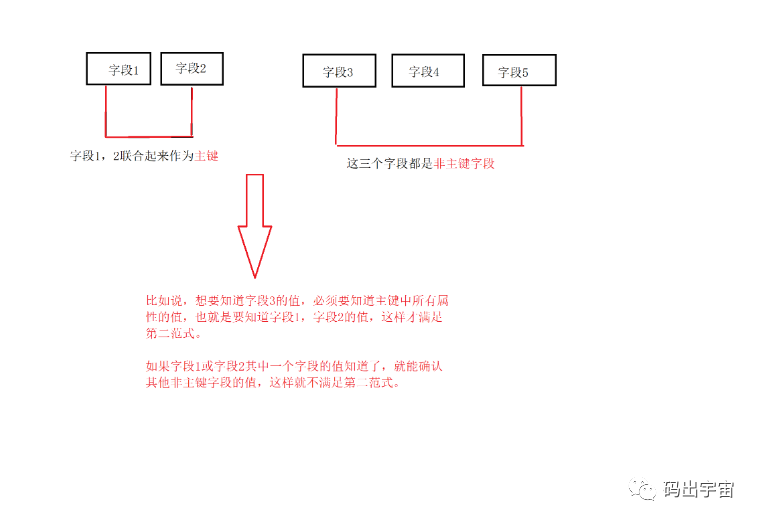 字段1
字段2
字段3
字段4
字段5
字段1，2联合起来作为主键
这三个字段都是非主键字段
比如说，想要知道字段3的值，必须要知道主键中所有属
性的值，也就是要知道字段1，字段2的值，这样才满足
第二范式。
如果字段1或字段2其中一个字段的值知道了，就能确认
其他非主键字段的值，这样就不满足第二范式。
码出宇宙